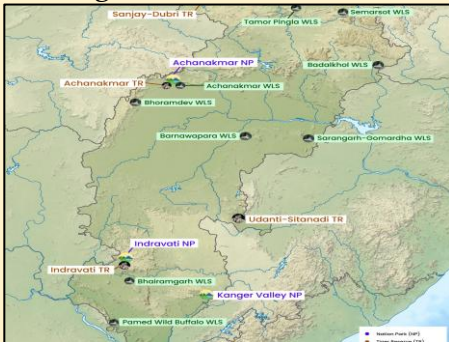 Sanjay-Dubri TR
Semarsot WLS
Tamor Pingla WLS
Achanakmar NP
Badalkhol WLS
Achanakmar TR
Achanakmar WLS
Bhoramdev WLS
Barnawapara WLS
Sarangarh-Gomardha WLS
Udanti-Sitanadi TR
Indravati NP
Indravati TR
Bhairamgarh WLS
Kanger Valley NP
Pamed Wild Buffalo WLS
Nation Park (NP)